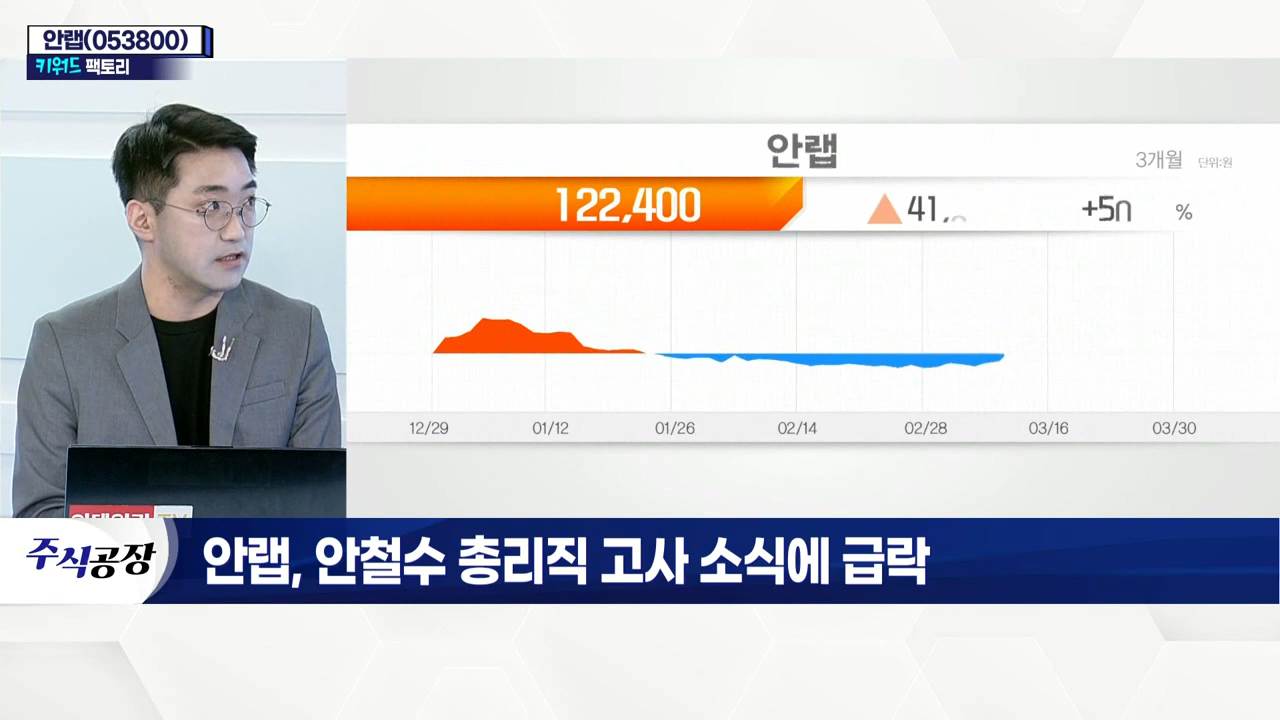 안랩(053800)
키워드 팩토리
안랩
3개월 단위:원
122,400 ▲41, +5 %
12/29 01/12 01/26 02/14 02/28 03/16 03/30
주식공장 안랩, 안철수 총리직 고사 소식에 급락